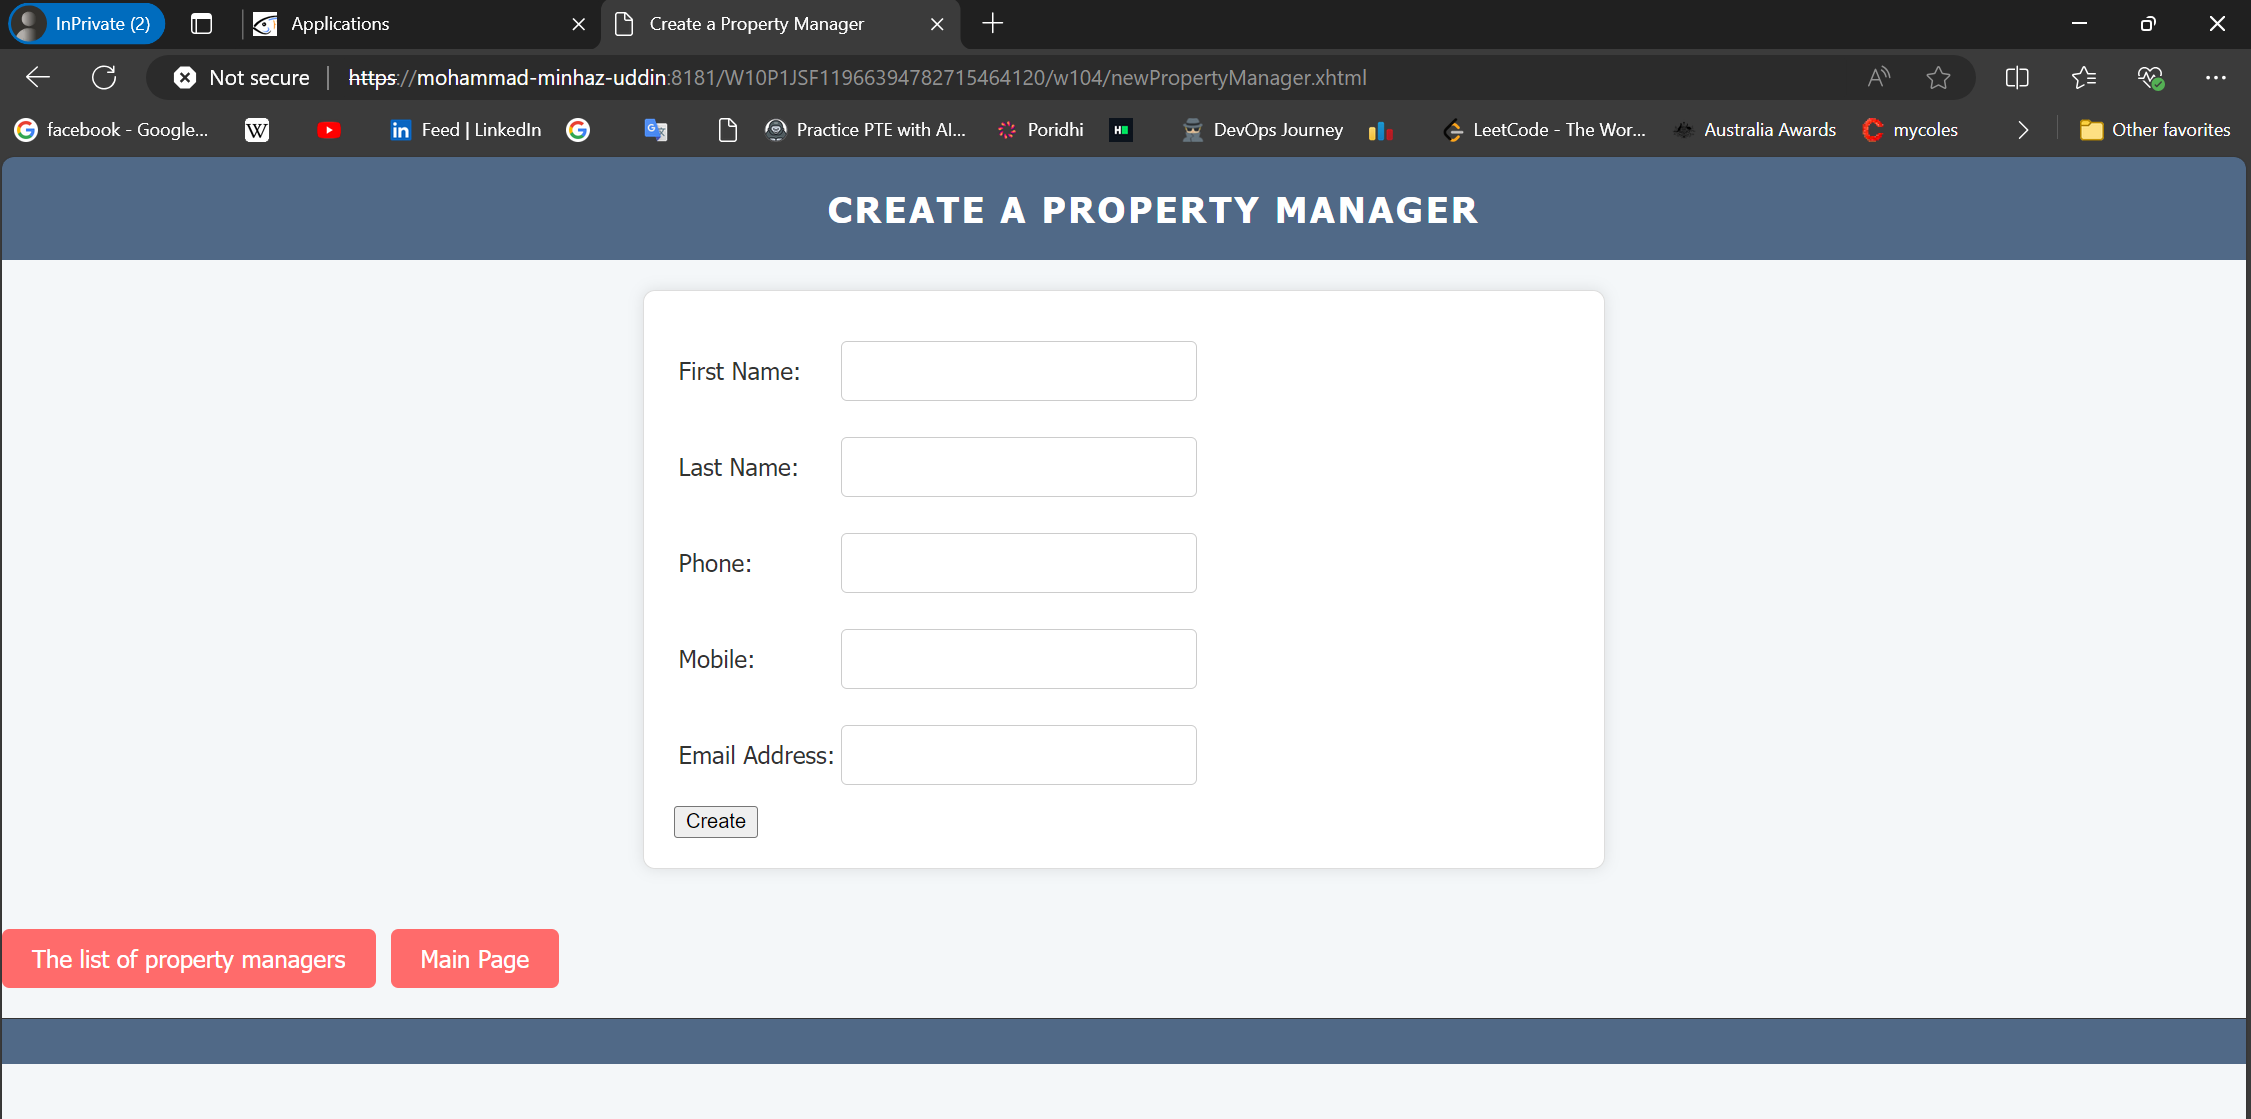 InPrivate (2)
Applications
Create a Property Manager
Not secure
https://mohammad-minhaz-uddin:8181/W10P1JSF11966394782715464120/w104/newPropertyManager.xhtml
facebook - Google...
W
in
Feed | LinkedIn
Practice PTE with AI...
Poridhi
DevOps Journey
LeetCode - The Wor...
Australia Awards
mycoles
Other favorites
CREATE A PROPERTY MANAGER
First Name:
Last Name:
Phone:
Mobile:
Email Address:
Create
The list of property managers
Main Page